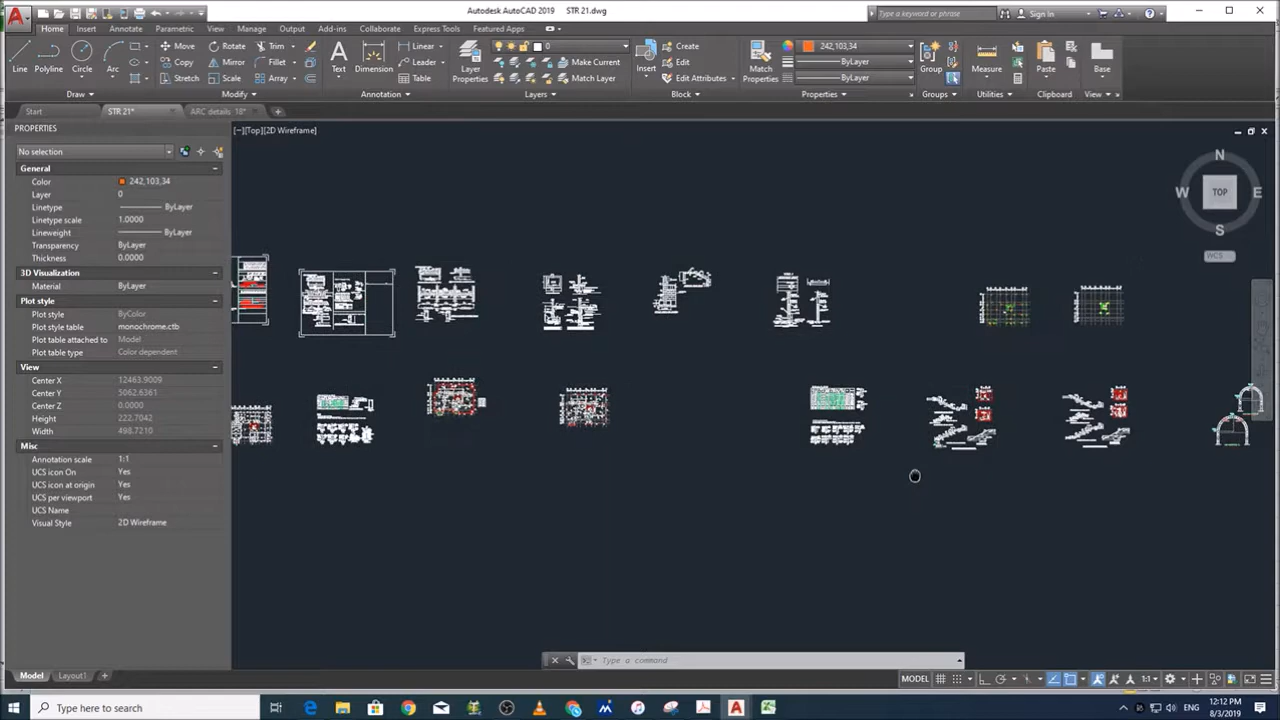 Autodesk AutoCAD 2019 STR 21.dwg
Type a keyword or phrase
Sign In
Home Insert Annotate Parametric View Manage Output Add-ins Collaborate Express Tools Featured Apps
Line Polyline Circle Arc
Move Rotate Trim
Copy Mirror Fillet
Stretch Scale Array
Text Dimension
Linear
Leader
Table
Layer Properties
0
Make Current
Match Layer
Insert
Create
Edit
Edit Attributes
Match Properties
242,103,34
ByLayer
ByLayer
Group Measure Paste Base
Draw Modify Annotation Layers Block Properties Groups Utilities Clipboard View
Start STR 21* ARC details 18*
PROPERTIES
[−][Top][2D Wireframe]
No selection
General
Color 242,103,34
Layer 0
Linetype ByLayer
Linetype scale 1.0000
Lineweight ByLayer
Transparency ByLayer
Thickness 0.0000
3D Visualization
Material ByLayer
Plot style
Plot style ByColor
Plot style table monochrome.ctb
Plot table attached to Model
Plot table type Color dependent
View
Center X 12463.9009
Center Y 5062.6361
Center Z 0.0000
Height 222.7042
Width 498.7210
Misc
Annotation scale 1:1
UCS icon On Yes
UCS icon at origin Yes
UCS per viewport Yes
UCS Name
Visual Style 2D Wireframe
N
W TOP E
S
WCS
Type a command
Model Layout1 +
MODEL 1:1
Type here to search
ENG
12:12 PM
8/3/2019